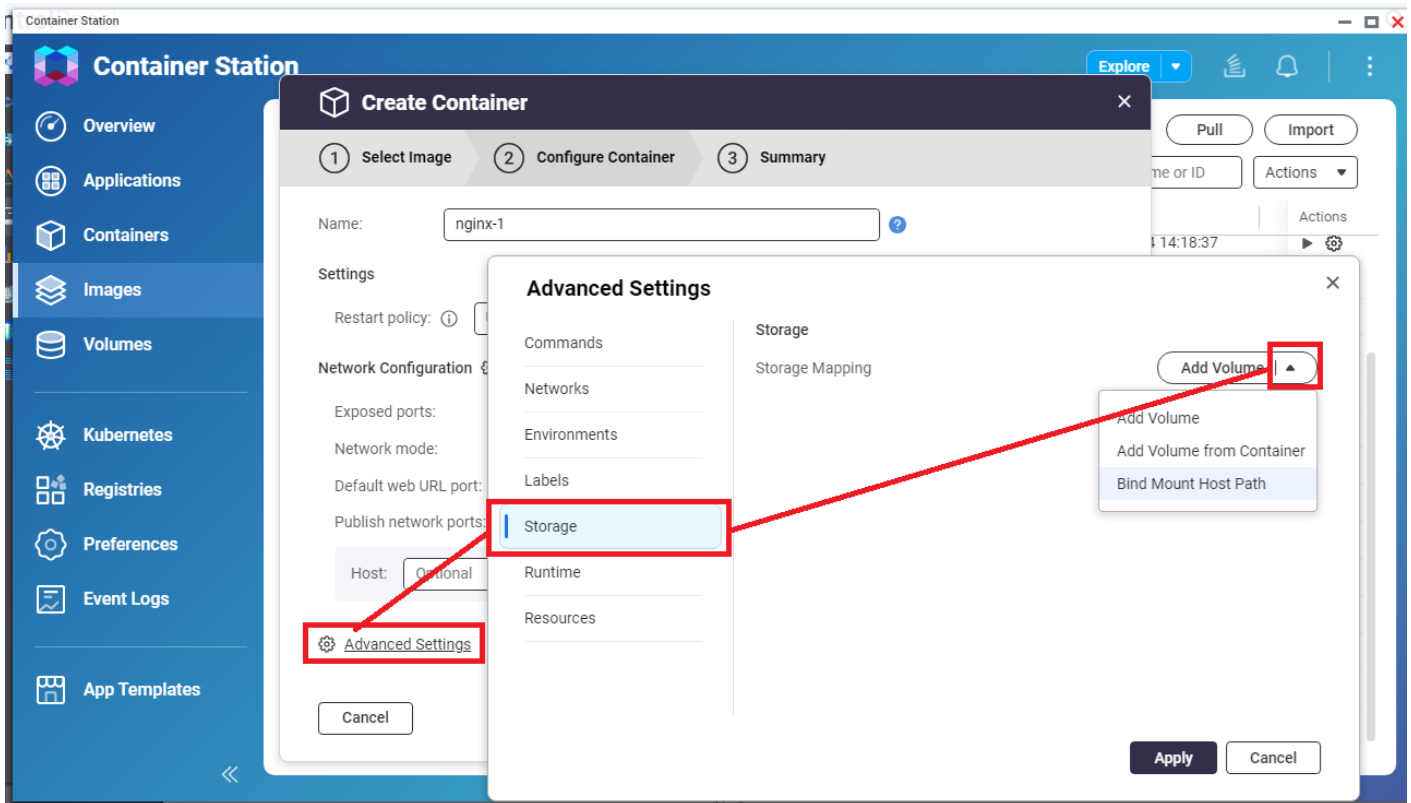 Container Station
Container Station
Explore
Overview
Applications
Containers
Images
Volumes
Kubernetes
Registries
Preferences
Event Logs
App Templates
Pull
Import
me or ID
Actions
Actions
14:18:37
Create Container
1 Select Image
2 Configure Container
3 Summary
Name:
nginx-1
?
Settings
Restart policy:
Network Configuration
Exposed ports:
Network mode:
Default web URL port:
Publish network ports:
Host:
Optional
Advanced Settings
Cancel
Advanced Settings
Commands
Networks
Environments
Labels
Storage
Runtime
Resources
Storage
Storage Mapping
Add Volume
Add Volume
Add Volume from Container
Bind Mount Host Path
Apply
Cancel